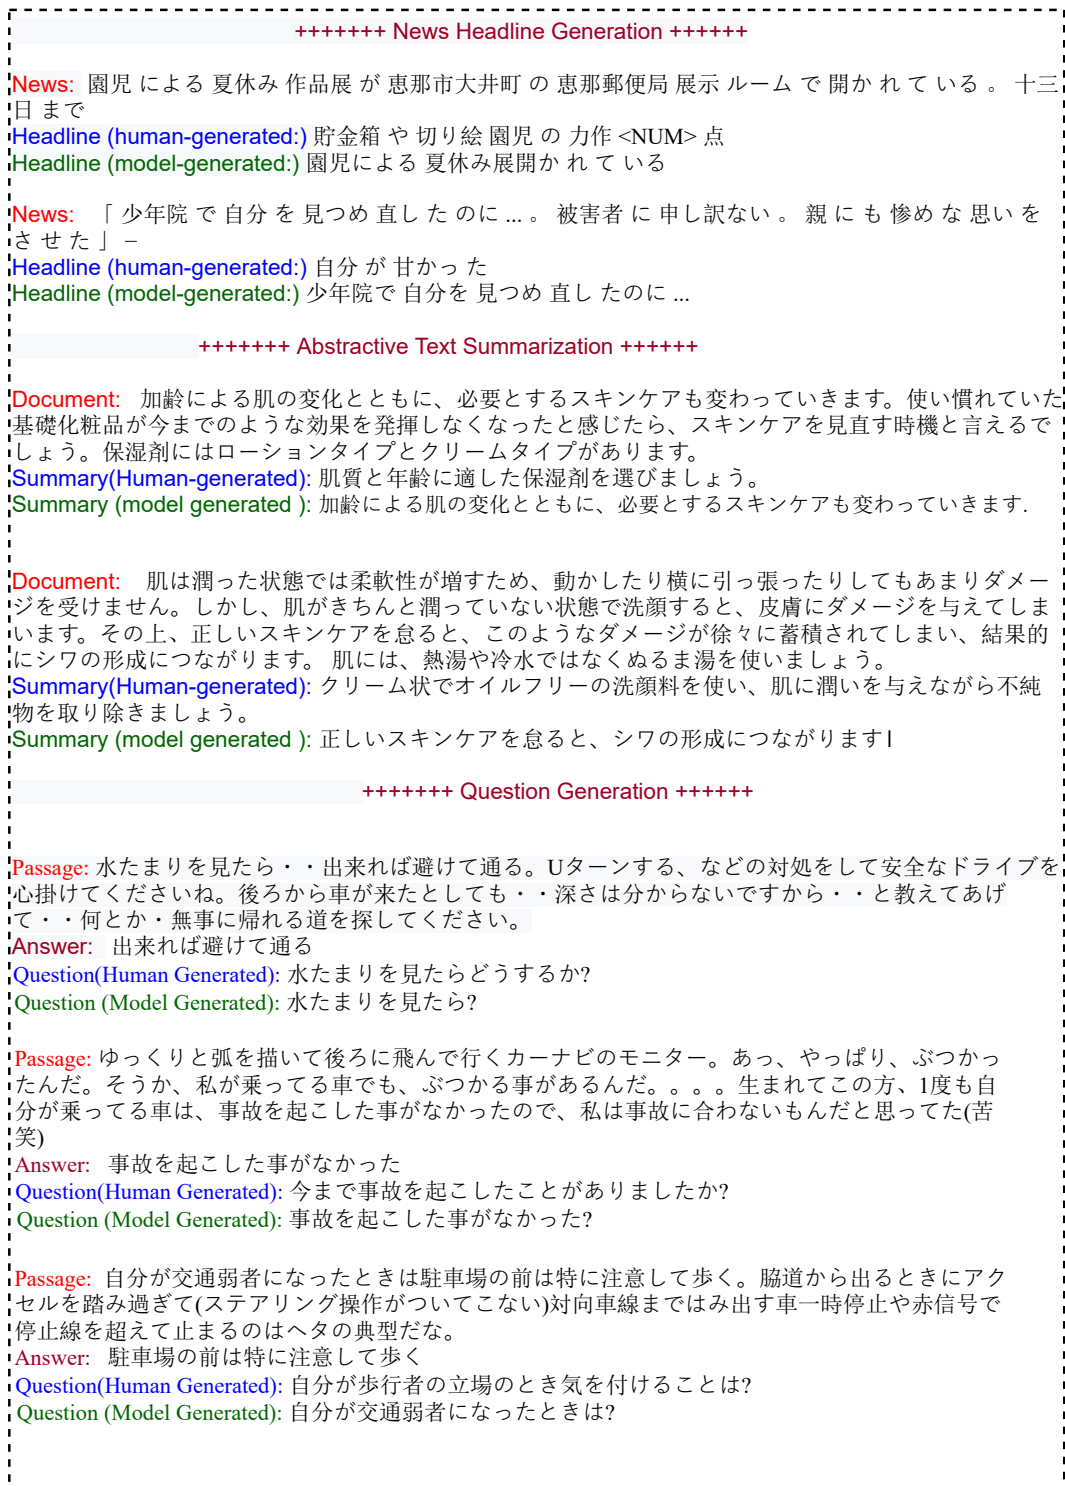 +++++++ News Headline Generation ++++++
News: 園児 による 夏休み 作品展 が 恵那市大井町 の 恵那郵便局 展示 ルーム で 開か れ て いる 。 十三
日 まで
Headline (human-generated:) 貯金箱 や 切り絵 園児 の 力作 <NUM> 点
Headline (model-generated:) 園児による 夏休み展開か れ て いる
News: 「 少年院 で 自分 を 見つめ 直し た のに ... 。 被害者 に 申し訳ない 。 親 に も 惨め な 思い を
さ せ た 」 –
Headline (human-generated:) 自分 が 甘かっ た
Headline (model-generated:) 少年院で 自分を 見つめ 直し たのに ...
+++++++ Abstractive Text Summarization ++++++
Document: 加齢による肌の変化とともに、必要とするスキンケアも変わっていきます。使い慣れていた
基礎化粧品が今までのような効果を発揮しなくなったと感じたら、スキンケアを見直す時機と言えるで
しょう。保湿剤にはローションタイプとクリームタイプがあります。
Summary(Human-generated): 肌質と年齢に適した保湿剤を選びましょう。
Summary (model generated ): 加齢による肌の変化とともに、必要とするスキンケアも変わっていきます.
Document: 肌は潤った状態では柔軟性が増すため、動かしたり横に引っ張ったりしてもあまりダメー
ジを受けません。しかし、肌がきちんと潤っていない状態で洗顔すると、皮膚にダメージを与えてしま
います。その上、正しいスキンケアを怠ると、このようなダメージが徐々に蓄積されてしまい、結果的
にシワの形成につながります。 肌には、熱湯や冷水ではなくぬるま湯を使いましょう。
Summary(Human-generated): クリーム状でオイルフリーの洗顔料を使い、肌に潤いを与えながら不純
物を取り除きましょう。
Summary (model generated ): 正しいスキンケアを怠ると、シワの形成につながります|
+++++++ Question Generation ++++++
Passage: 水たまりを見たら・・出来れば避けて通る。Uターンする、などの対処をして安全なドライブを
心掛けてくださいね。後ろから車が来たとしても・・深さは分からないですから・・と教えてあげ
て・・何とか・無事に帰れる道を探してください。
Answer: 出来れば避けて通る
Question(Human Generated): 水たまりを見たらどうするか?
Question (Model Generated): 水たまりを見たら?
Passage: ゆっくりと弧を描いて後ろに飛んで行くカーナビのモニター。あっ、やっぱり、ぶつかっ
たんだ。そうか、私が乗ってる車でも、ぶつかる事があるんだ。。。。生まれてこの方、1度も自
分が乗ってる車は、事故を起こした事がなかったので、私は事故に合わないもんだと思ってた(苦
笑)
Answer: 事故を起こした事がなかった
Question(Human Generated): 今まで事故を起こしたことがありましたか?
Question (Model Generated): 事故を起こした事がなかった?
Passage: 自分が交通弱者になったときは駐車場の前は特に注意して歩く。脇道から出るときにアク
セルを踏み過ぎて(ステアリング操作がついてこない)対向車線まではみ出す車一時停止や赤信号で
停止線を超えて止まるのはヘタの典型だな。
Answer: 駐車場の前は特に注意して歩く
Question(Human Generated): 自分が歩行者の立場のとき気を付けることは?
Question (Model Generated): 自分が交通弱者になったときは?